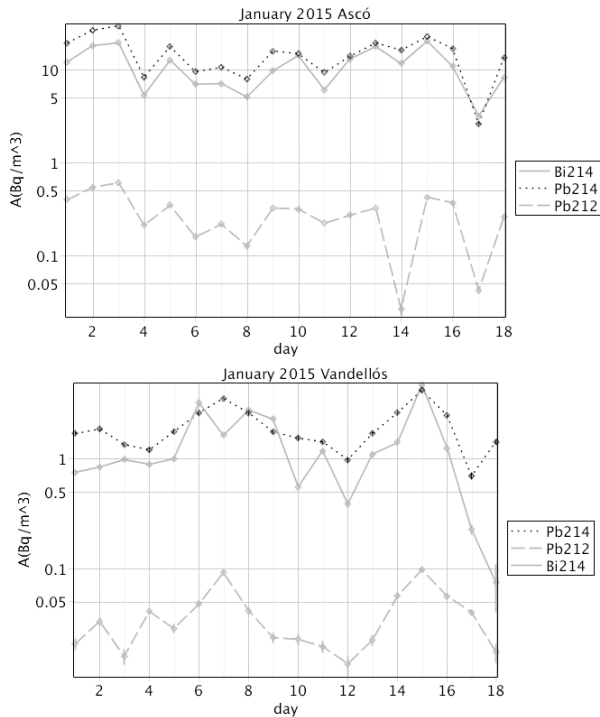 January 2015 Ascó
10
5
1
0.5
0.1
0.05
A(Bq/m^3)
2 4 6 8 10 12 14 16 18
day
Bi214
Pb214
Pb212
January 2015 Vandellós
1
0.5
0.1
0.05
A(Bq/m^3)
2 4 6 8 10 12 14 16 18
day
Pb214
Pb212
Bi214